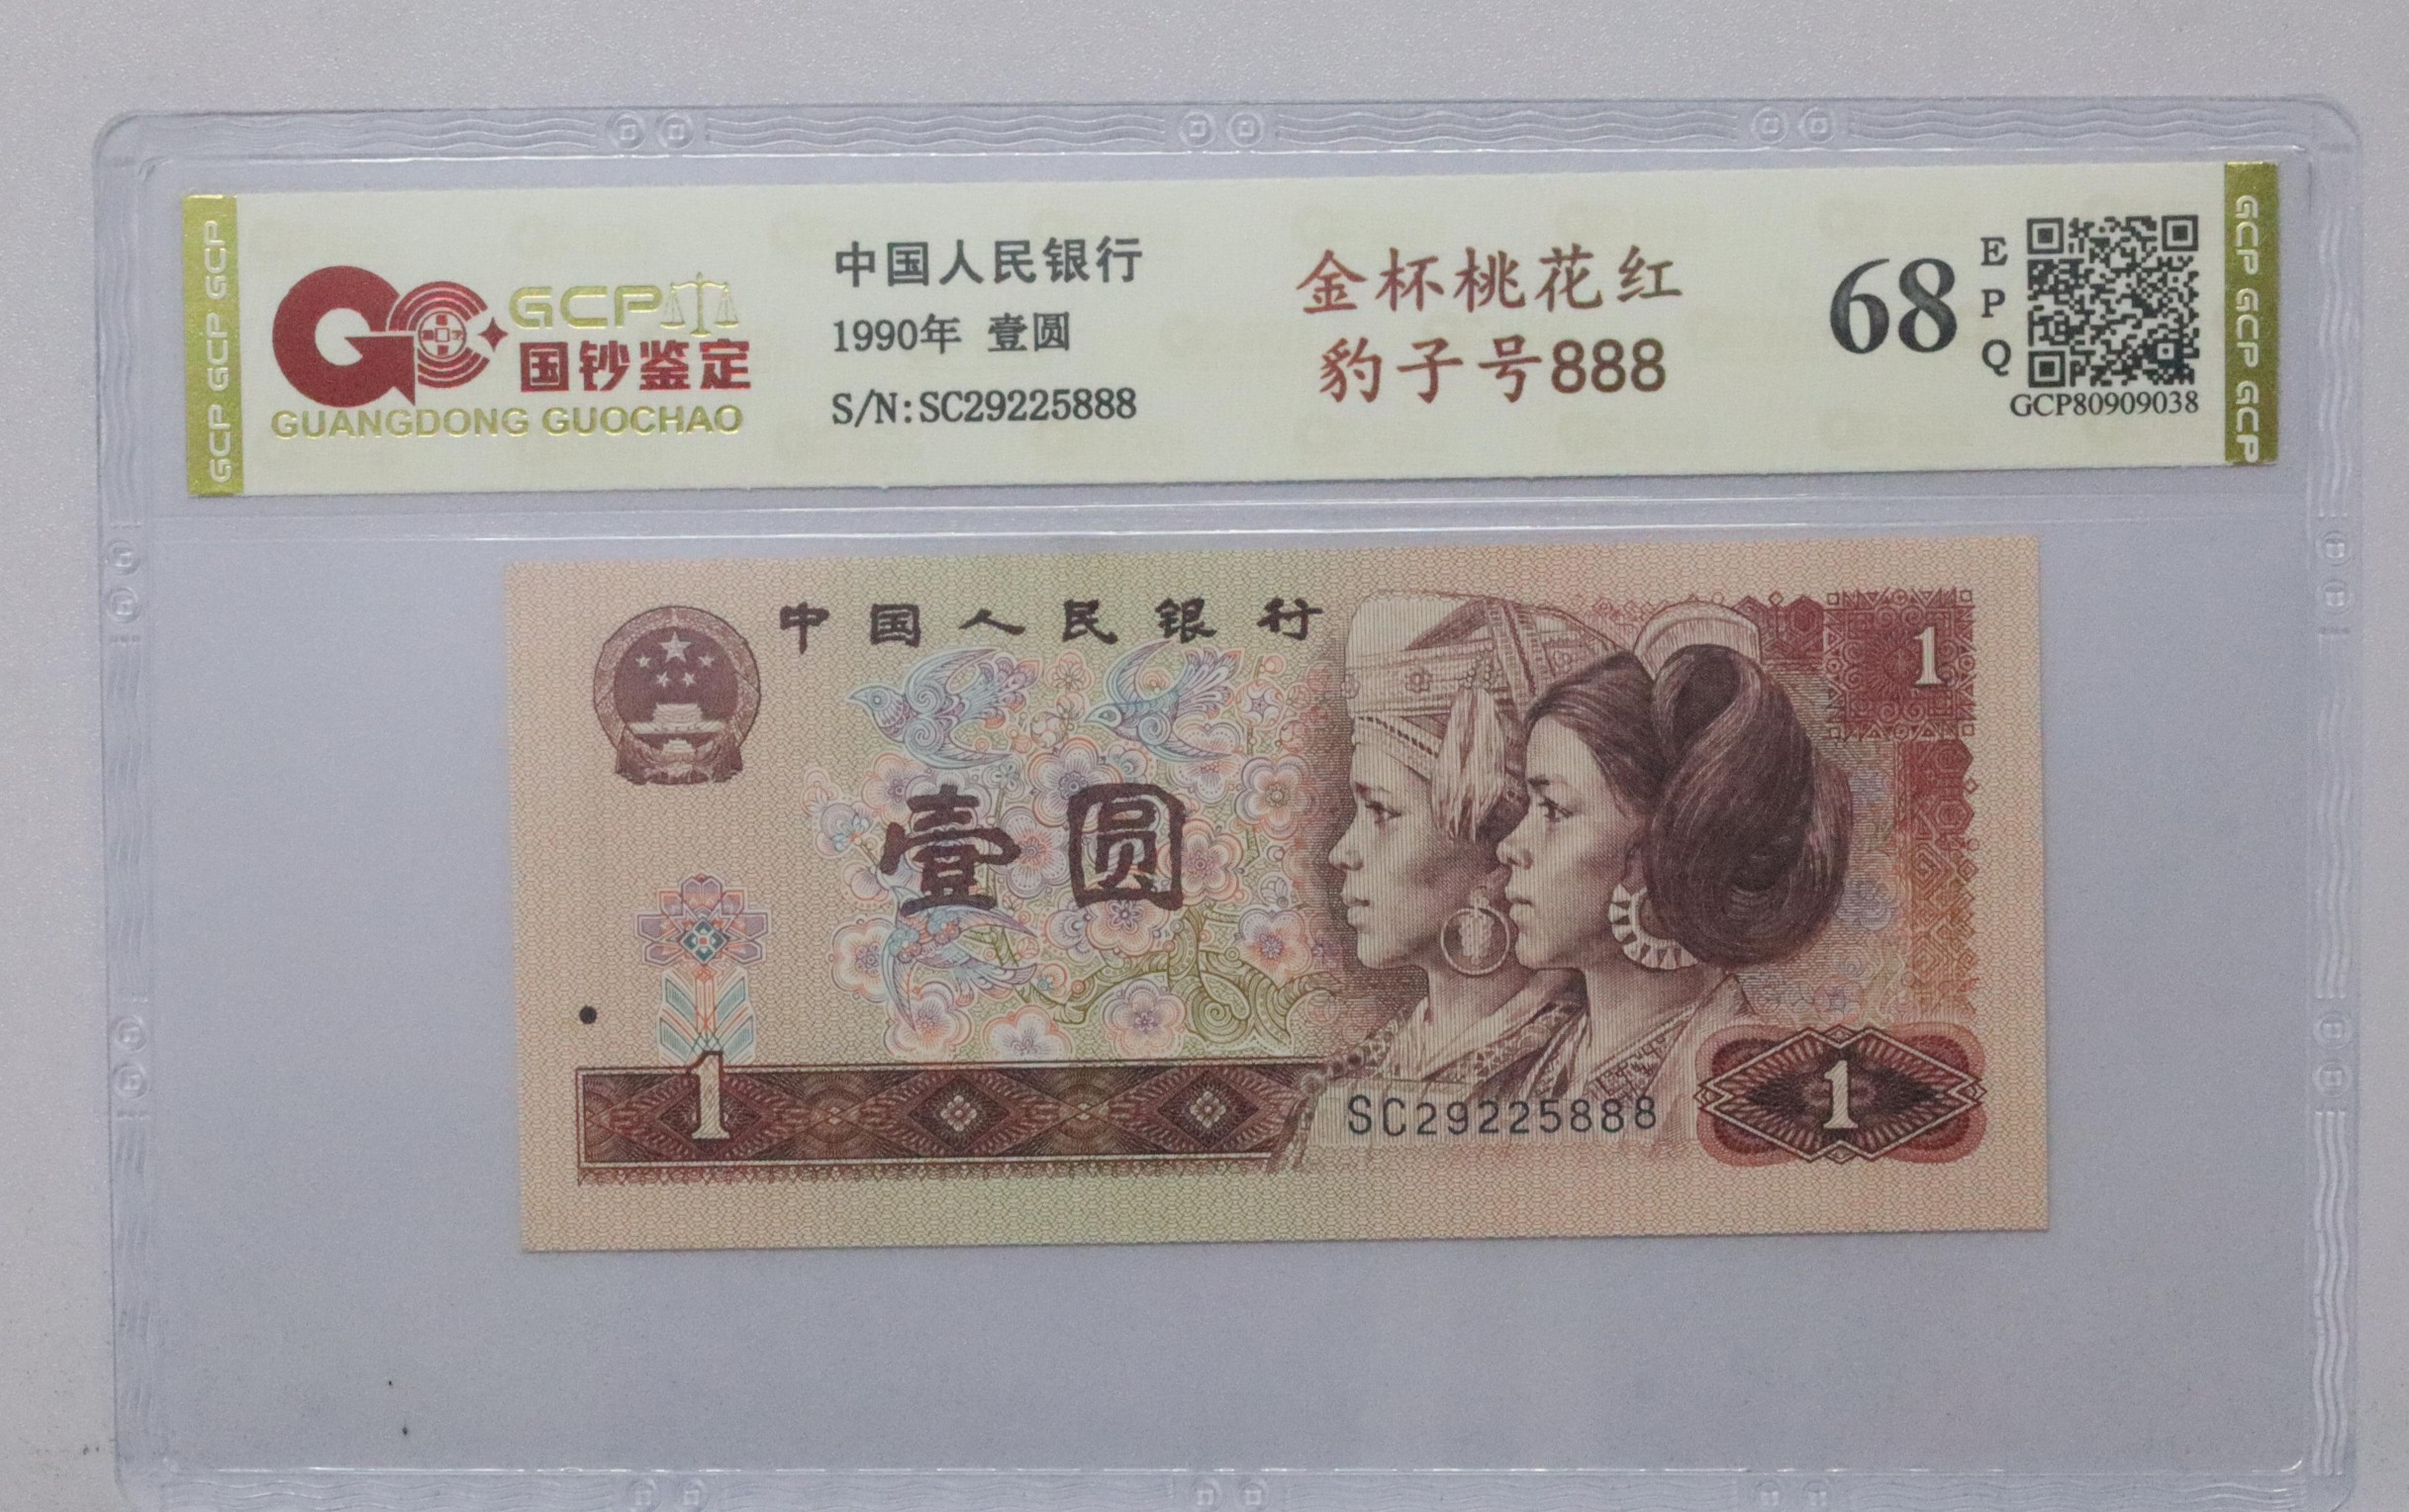 GCP GCP GCP
GCP
国钞鉴定
GUANGDONG GUOCHAO
中国人民银行
1990年 壹圆
S/N:SC29225888
金杯桃花红
豹子号888
68
EPQ
GCP80909038
GCP GCP GCP GCP
中国人民银行
1
壹圆
1
SC29225888
1